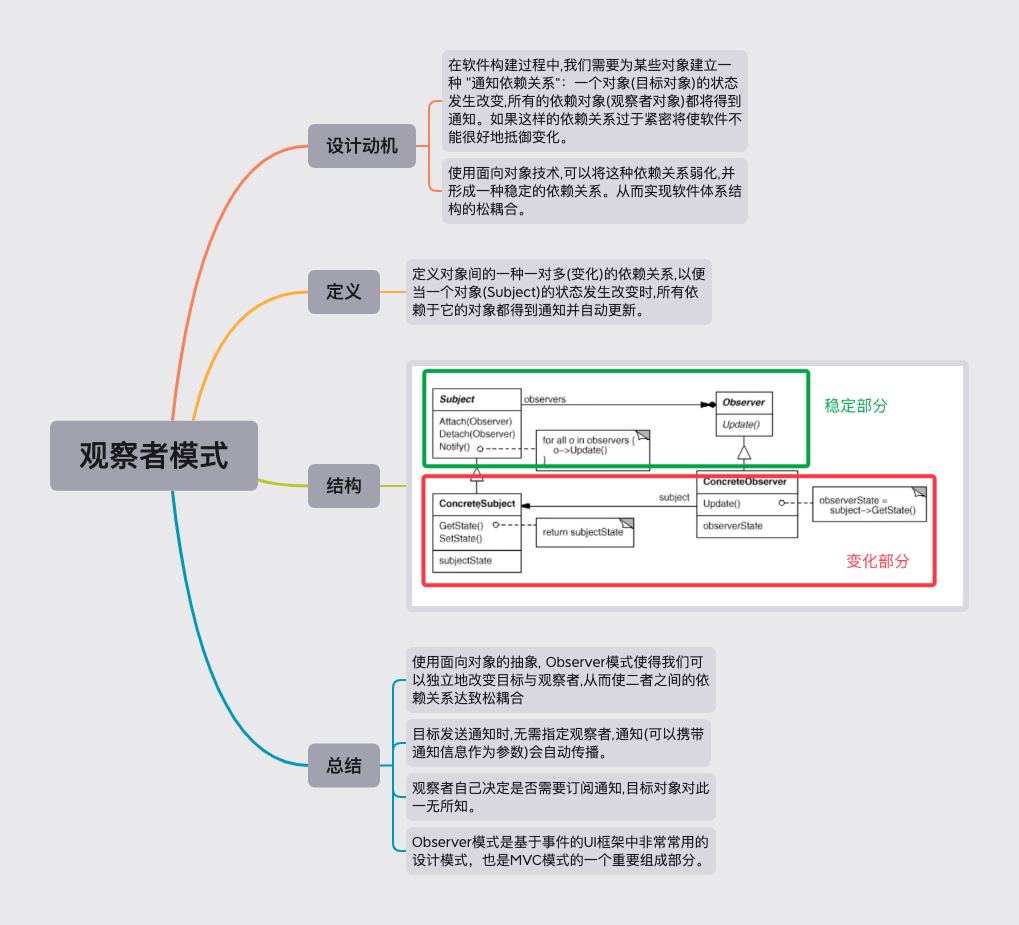 观察者模式
设计动机
在软件构建过程中,我们需要为某些对象建立一
种 "通知依赖关系"：一个对象(目标对象)的状态
发生改变,所有的依赖对象(观察者对象)都将得到
通知。如果这样的依赖关系过于紧密将使软件不
能很好地抵御变化。
使用面向对象技术,可以将这种依赖关系弱化,并
形成一种稳定的依赖关系。从而实现软件体系结
构的松耦合。
定义
定义对象间的一种一对多(变化)的依赖关系,以便
当一个对象(Subject)的状态发生改变时,所有依
赖于它的对象都得到通知并自动更新。
结构
Subject
Attach(Observer)
Detach(Observer)
Notify()
observers
for all o in observers {
o->Update()
}
Observer
Update()
稳定部分
ConcreteSubject
GetState()
SetState()
subjectState
return subjectState
subject
ConcreteObserver
Update()
observerState
observerState =
subject->GetState()
变化部分
总结
使用面向对象的抽象, Observer模式使得我们可
以独立地改变目标与观察者,从而使二者之间的依
赖关系达致松耦合
目标发送通知时,无需指定观察者,通知(可以携带
通知信息作为参数)会自动传播。
观察者自己决定是否需要订阅通知,目标对象对此
一无所知。
Observer模式是基于事件的UI框架中非常常用的
设计模式，也是MVC模式的一个重要组成部分。